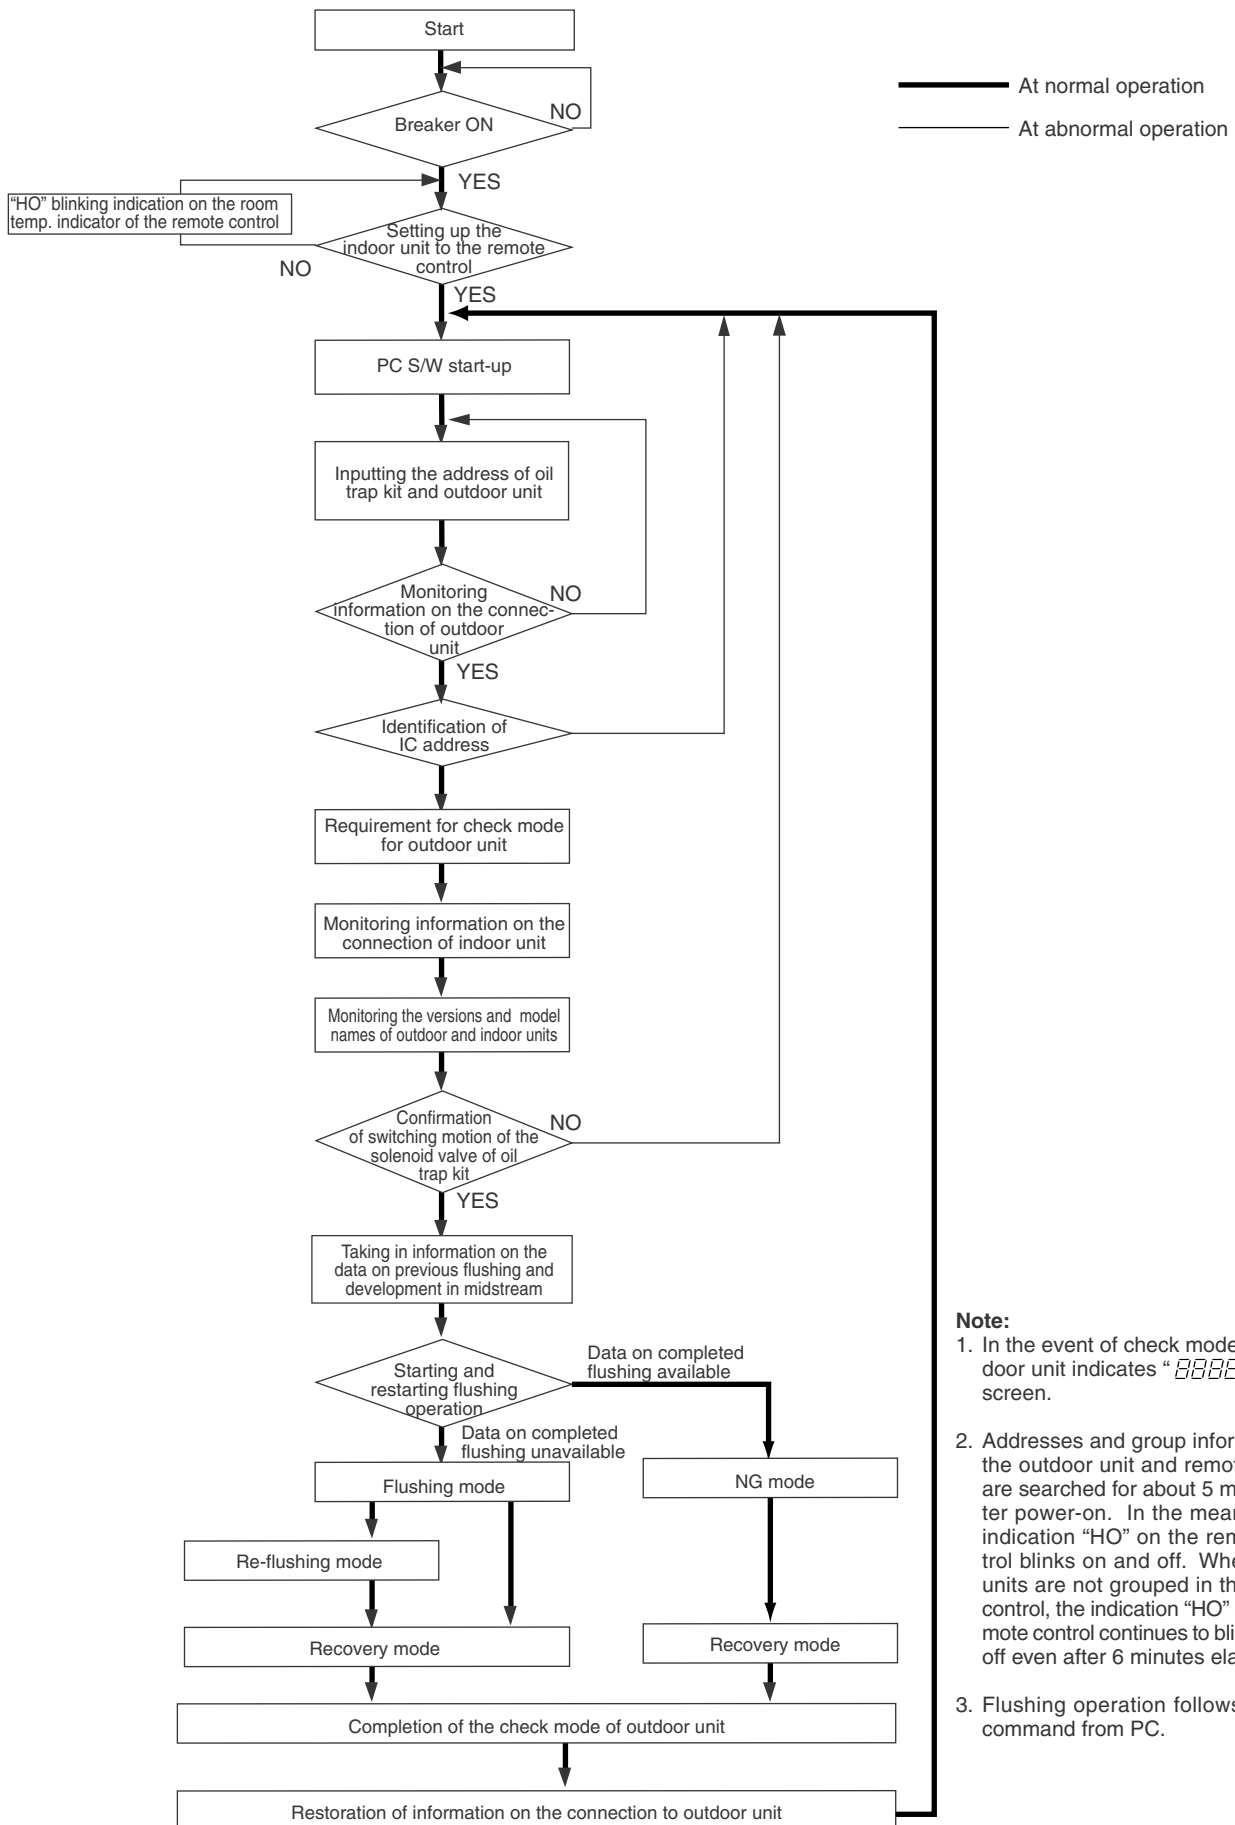 Start
At normal operation
At abnormal operation
NO
Breaker ON
YES
“HO” blinking indication on the room
temp. indicator of the remote control
Setting up the
indoor unit to the remote
control
NO
YES
PC S/W start-up
Inputting the address of oil
trap kit and outdoor unit
Monitoring
information on the connec-
tion of outdoor
unit
NO
YES
Identification of
IC address
Requirement for check mode
for outdoor unit
Monitoring information on the
connection of indoor unit
Monitoring the versions and model
names of outdoor and indoor units
Confirmation
of switching motion of the
solenoid valve of oil
trap kit
NO
YES
Taking in information on the
data on previous flushing and
development in midstream
Starting and
restarting flushing
operation
Data on completed
flushing available
Data on completed
flushing unavailable
Flushing mode
NG mode
Re-flushing mode
Recovery mode
Recovery mode
Completion of the check mode of outdoor unit
Restoration of information on the connection to outdoor unit
Note:
1. In the event of check mode
door unit indicates “ 8888
screen.
2. Addresses and group infor
the outdoor unit and remot
are searched for about 5 m
ter power-on. In the mear
indication “HO” on the rem
trol blinks on and off. Whe
units are not grouped in th
control, the indication “HO”
mote control continues to bli
off even after 6 minutes ela
3. Flushing operation follows
command from PC.